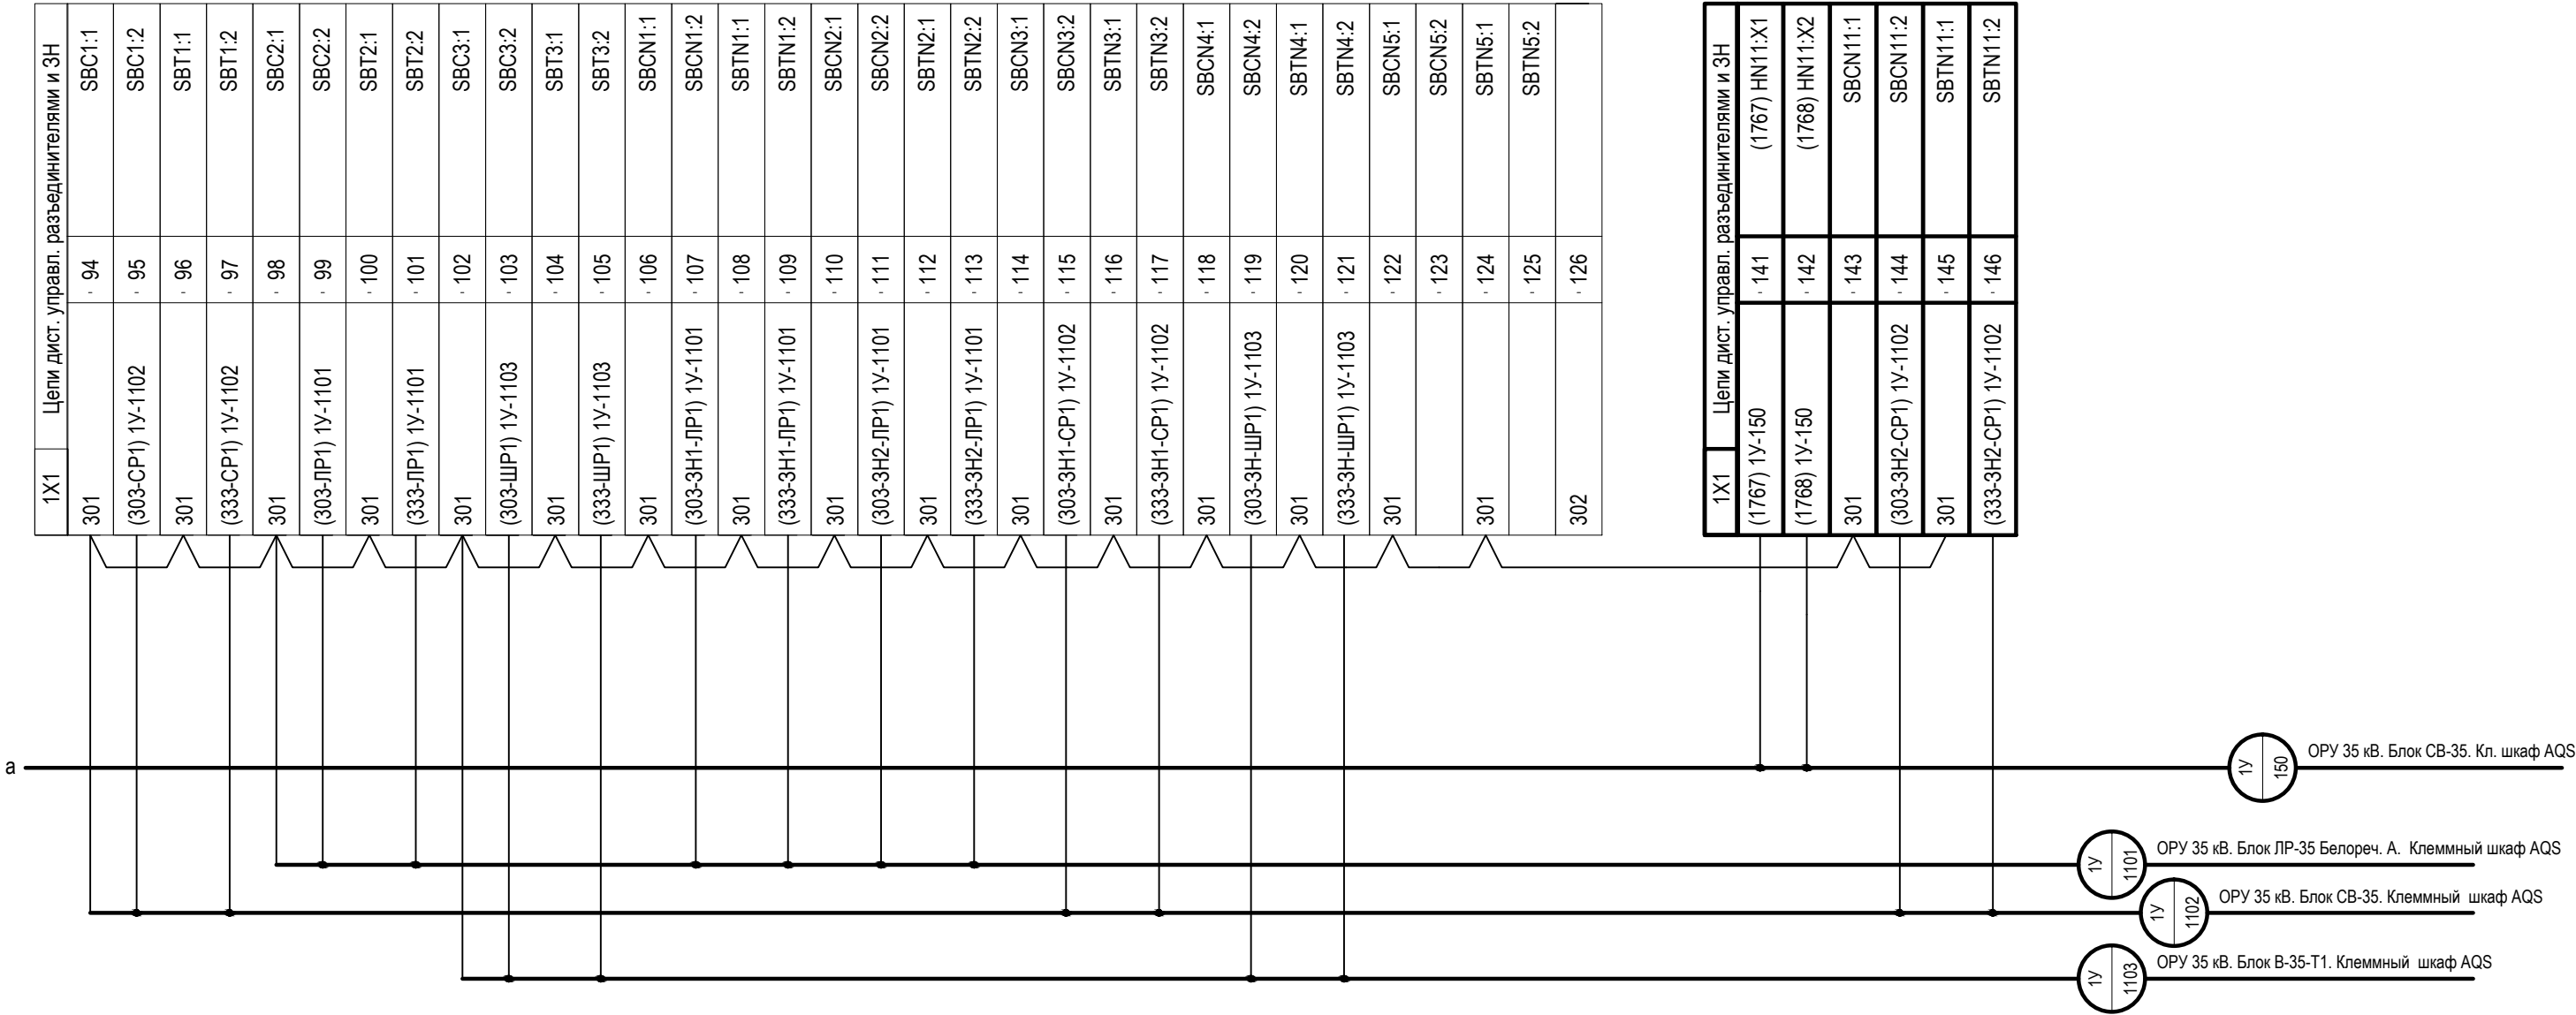 1X1 Цепи дист. управл. разъединителями и ЗН
301 - 94 SBC1:1
(303-СР1) 1У-1102 - 95 SBC1:2
301 - 96 SBT1:1
(333-СР1) 1У-1102 - 97 SBT1:2
301 - 98 SBC2:1
(303-ЛР1) 1У-1101 - 99 SBC2:2
301 - 100 SBT2:1
(333-ЛР1) 1У-1101 - 101 SBT2:2
301 - 102 SBC3:1
(303-ШР1) 1У-1103 - 103 SBC3:2
301 - 104 SBT3:1
(333-ШР1) 1У-1103 - 105 SBT3:2
301 - 106 SBCN1:1
(303-ЗН1-ЛР1) 1У-1101 - 107 SBCN1:2
301 - 108 SBTN1:1
(333-ЗН1-ЛР1) 1У-1101 - 109 SBTN1:2
301 - 110 SBCN2:1
(303-ЗН2-ЛР1) 1У-1101 - 111 SBCN2:2
301 - 112 SBTN2:1
(333-ЗН2-ЛР1) 1У-1101 - 113 SBTN2:2
301 - 114 SBCN3:1
(303-ЗН1-СР1) 1У-1102 - 115 SBCN3:2
301 - 116 SBTN3:1
(333-ЗН1-СР1) 1У-1102 - 117 SBTN3:2
301 - 118 SBCN4:1
(303-ЗН-ШР1) 1У-1103 - 119 SBCN4:2
301 - 120 SBTN4:1
(333-ЗН-ШР1) 1У-1103 - 121 SBTN4:2
301 - 122 SBCN5:1
- 123 SBCN5:2
301 - 124 SBTN5:1
- 125 SBTN5:2
302 - 126
1X1 Цепи дист. управл. разъединителями и ЗН
(1767) 1У-150 - 141 (1767) HN11:X1
(1768) 1У-150 - 142 (1768) HN11:X2
301 - 143 SBCN11:1
(303-ЗН2-СР1) 1У-1102 - 144 SBCN11:2
301 - 145 SBTN11:1
(333-ЗН2-СР1) 1У-1102 - 146 SBTN11:2
а
1У 150 ОРУ 35 кВ. Блок СВ-35. Кл. шкаф AQS
1У 1101 ОРУ 35 кВ. Блок ЛР-35 Белореч. А. Клеммный шкаф AQS
1У 1102 ОРУ 35 кВ. Блок СВ-35. Клеммный шкаф AQS
1У 1103 ОРУ 35 кВ. Блок В-35-Т1. Клеммный шкаф AQS